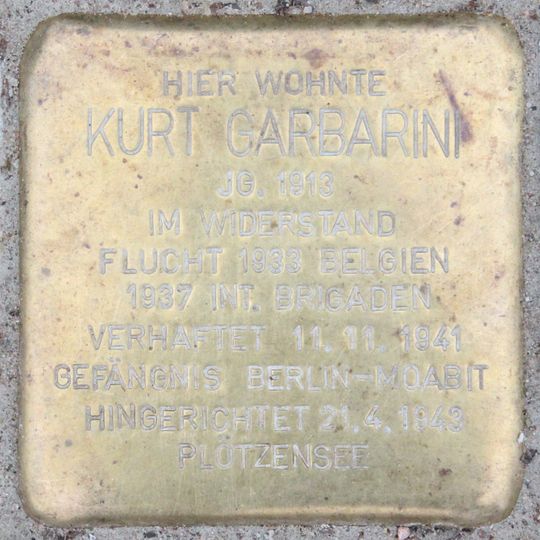 HIER WOHNTE
KURT GARBARINI
JG. 1913
IM WIDERSTAND
FLUCHT 1933 BELGIEN
1937 INT. BRIGADEN
VERHAFTET 11.11.1941
GEFÄNGNIS BERLIN-MOABIT
HINGERICHTET 21.4.1943
PLÖTZENSEE